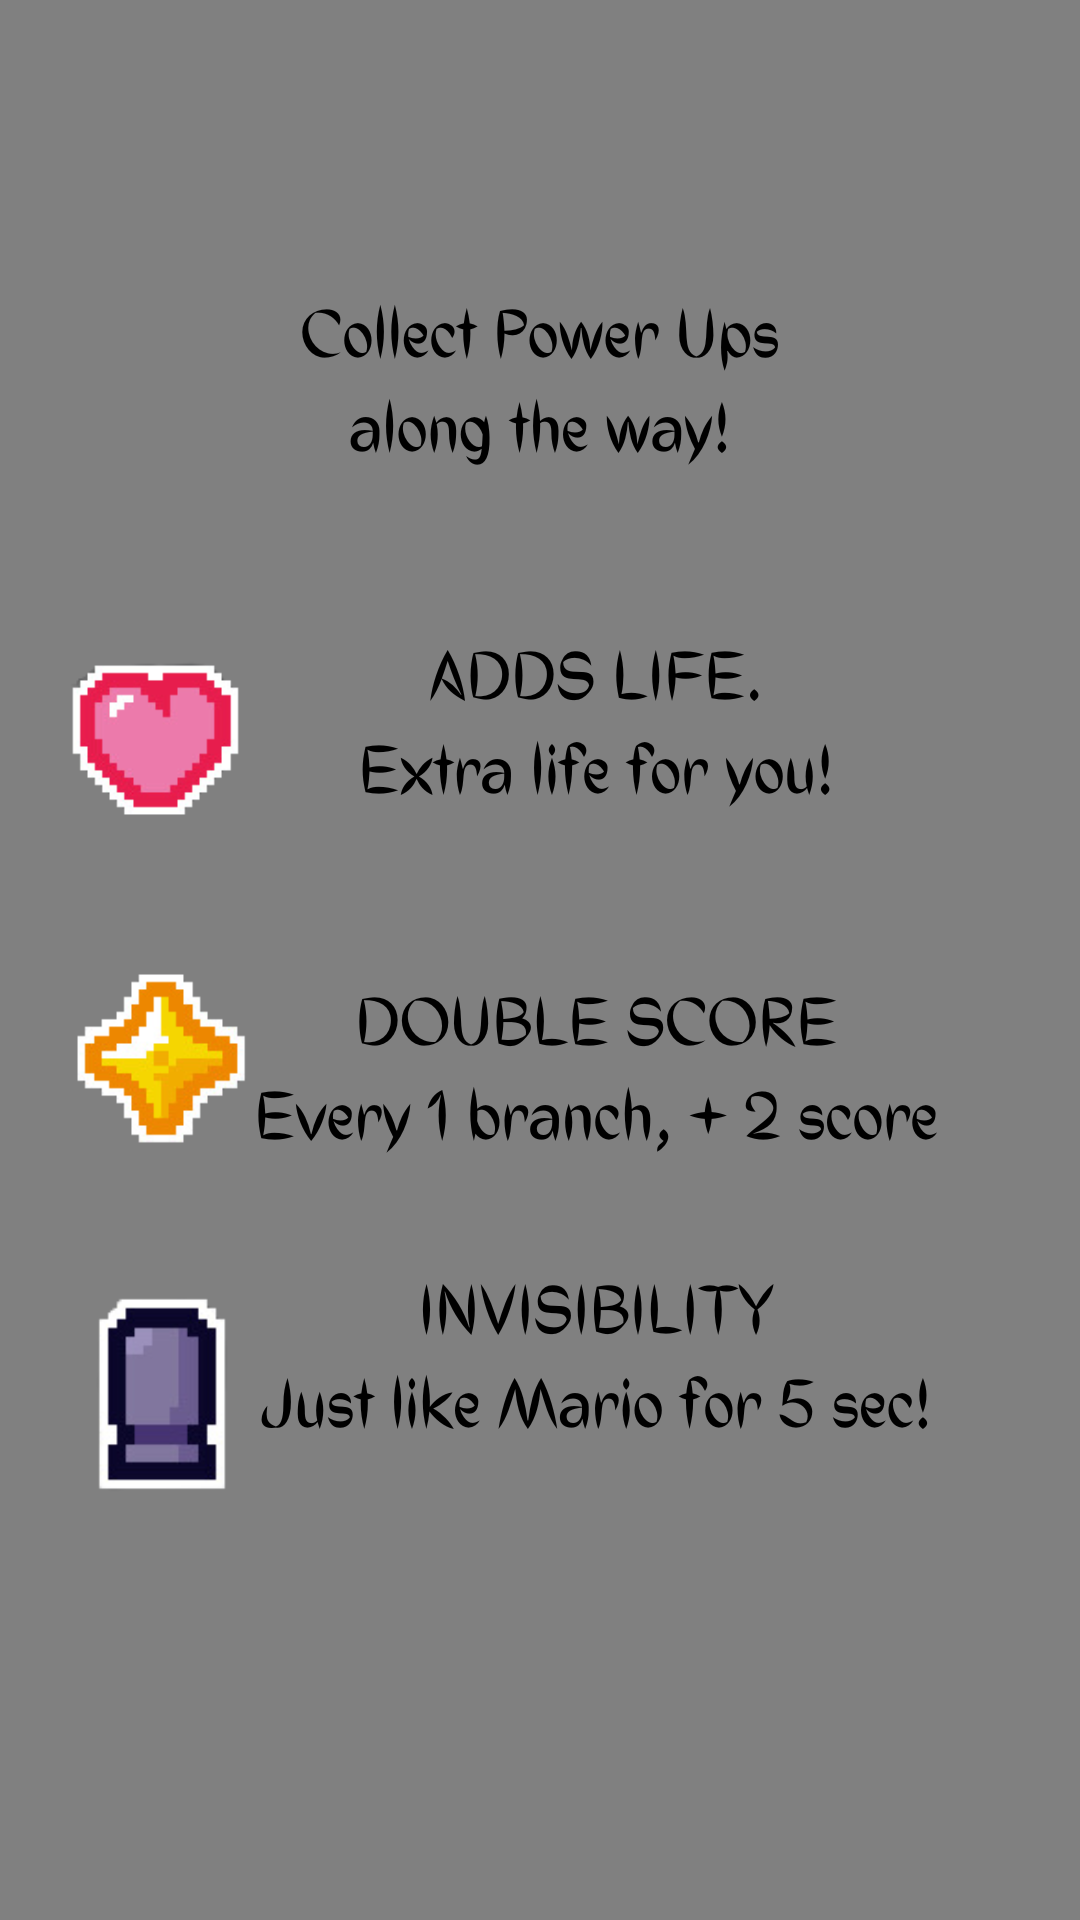 Collect Power Ups
along the way!
ADDS LIFE.
Extra life for you!
DOUBLE SCORE
Every 1 branch, + 2 score
INVISIBILITY
Just like Mario for 5 sec!